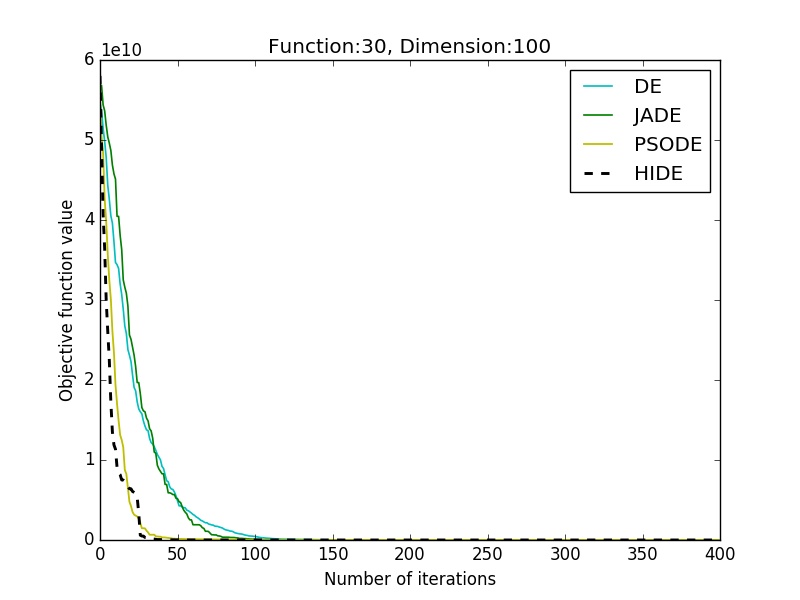 Function:30, Dimension:100
1e10
6
5
4
3
2
1
0
Objective function value
DE
JADE
PSODE
HIDE
0 50 100 150 200 250 300 350 400
Number of iterations